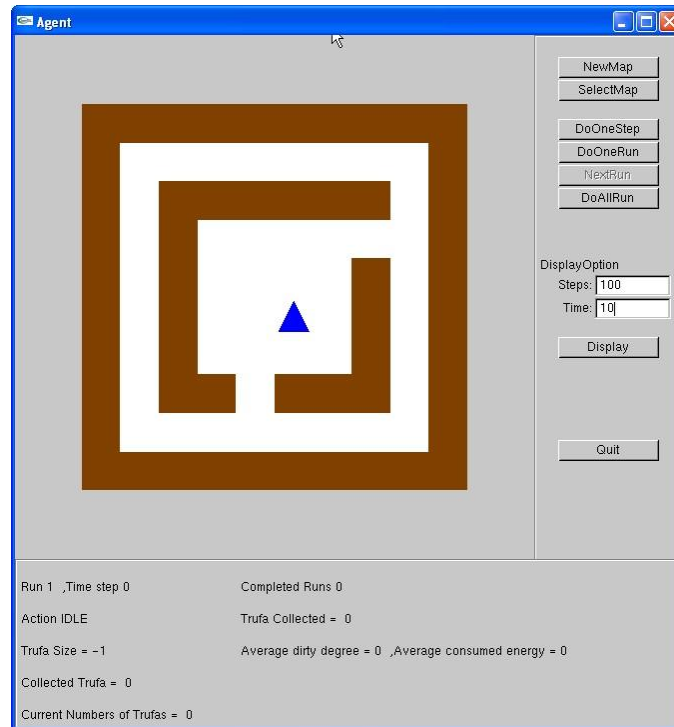 Agent
NewMap
SelectMap
DoOneStep
DoOneRun
NextRun
DoAllRun
DisplayOption
Steps: 100
Time: 10
Display
Quit
Run 1 ,Time step 0 Completed Runs 0
Action IDLE Trufa Collected = 0
Trufa Size = -1 Average dirty degree = 0 ,Average consumed energy = 0
Collected Trufa = 0
Current Numbers of Trufas = 0